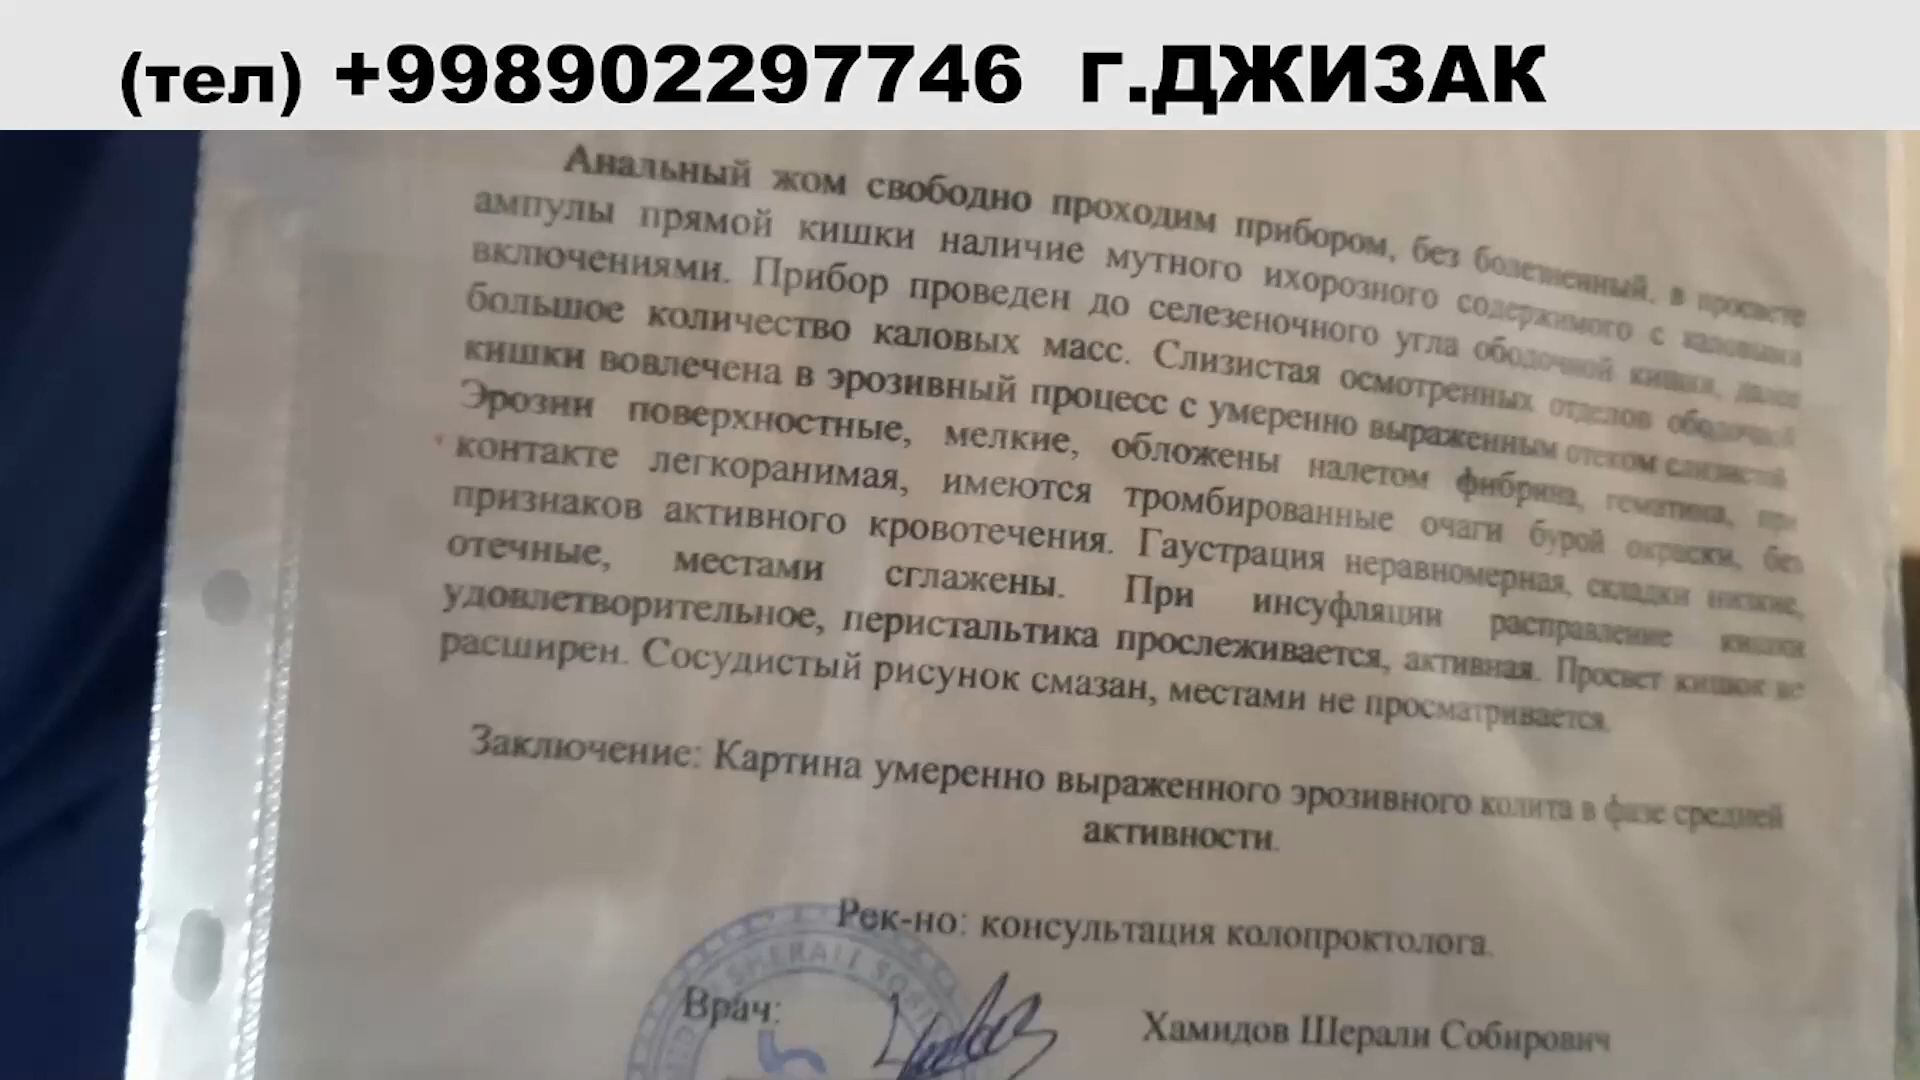 (тел) +998902297746 г.ДЖИЗАК
Анальный жом свободно проходим прибором, без болезненный, в просвете
ампулы прямой кишки наличие мутного ихорозного содержимого с каловыми
включениями. Прибор проведен до селезеночного угла ободочной кишки, далее
большое количество каловых масс. Слизистая осмотренных отделов ободочной
кишки вовлечена в эрозивный процесс с умеренно выраженным отеком слизистой.
Эрозии поверхностные, мелкие, обложены налетом фибрина, гематина, при
контакте легкоранимая, имеются тромбированные очаги бурой окраски, без
признаков активного кровотечения. Гаустрация неравномерная, складки низкие,
отечные, местами сглажены. При инсуфляции расправление кишки
удовлетворительное, перистальтика прослеживается, активная. Просвет кишок не
расширен. Сосудистый рисунок смазан, местами не просматривается.
Заключение: Картина умеренно выраженного эрозивного колита в фазе средней
активности.
Рек-но: консультация колопроктолога.
SHERALI
Врач: Хамидов Шерали Собирович